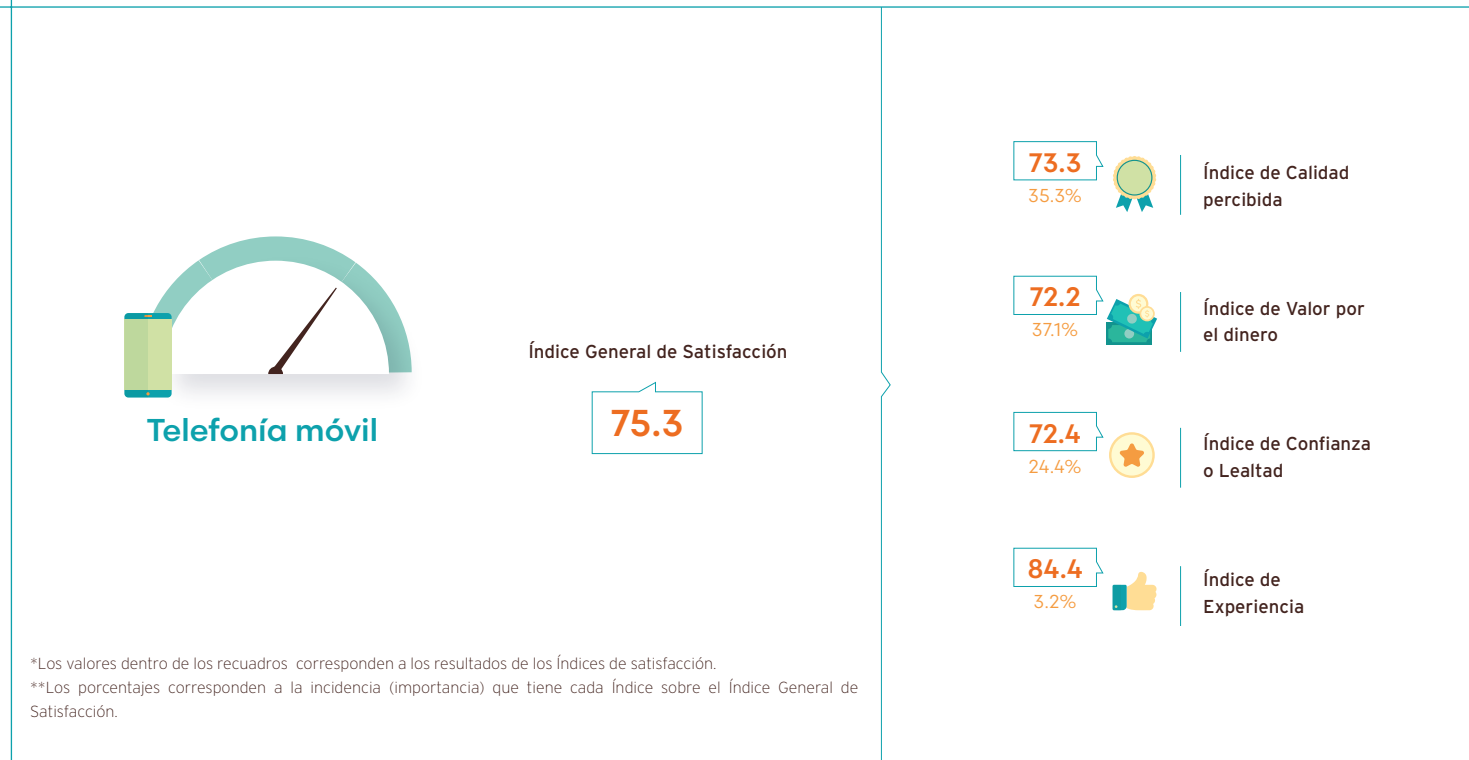 Telefonía móvil
Índice General de Satisfacción
75.3
*Los valores dentro de los recuadros corresponden a los resultados de los Índices de satisfacción.
**Los porcentajes corresponden a la incidencia (importancia) que tiene cada Índice sobre el Índice General de
Satisfacción.
73.3
35.3%
Índice de Calidad
percibida
72.2
37.1%
Índice de Valor por
el dinero
72.4
24.4%
Índice de Confianza
o Lealtad
84.4
3.2%
Índice de
Experiencia